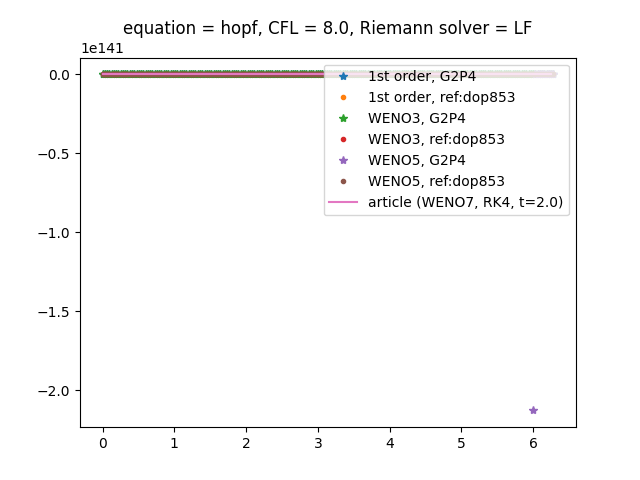 equation = hopf, CFL = 8.0, Riemann solver = LF
1e141
0.0
−0.5
−1.0
−1.5
−2.0
1st order, G2P4
1st order, ref:dop853
WENO3, G2P4
WENO3, ref:dop853
WENO5, G2P4
WENO5, ref:dop853
article (WENO7, RK4, t=2.0)
0 1 2 3 4 5 6